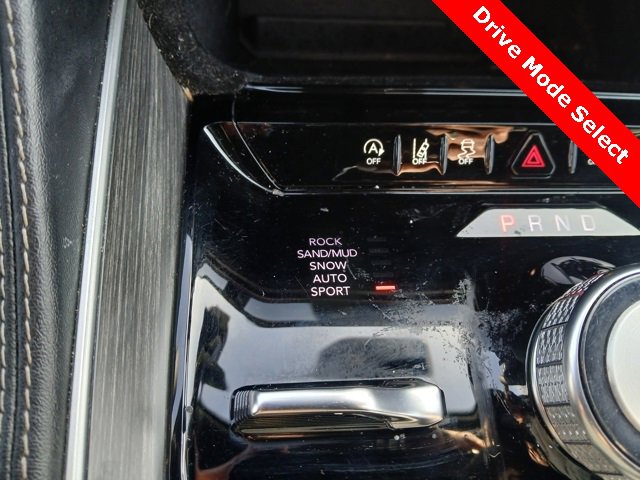 Drive Mode Select
A
OFF
OFF
OFF
P R N D
ROCK
SAND/MUD
SNOW
AUTO
SPORT